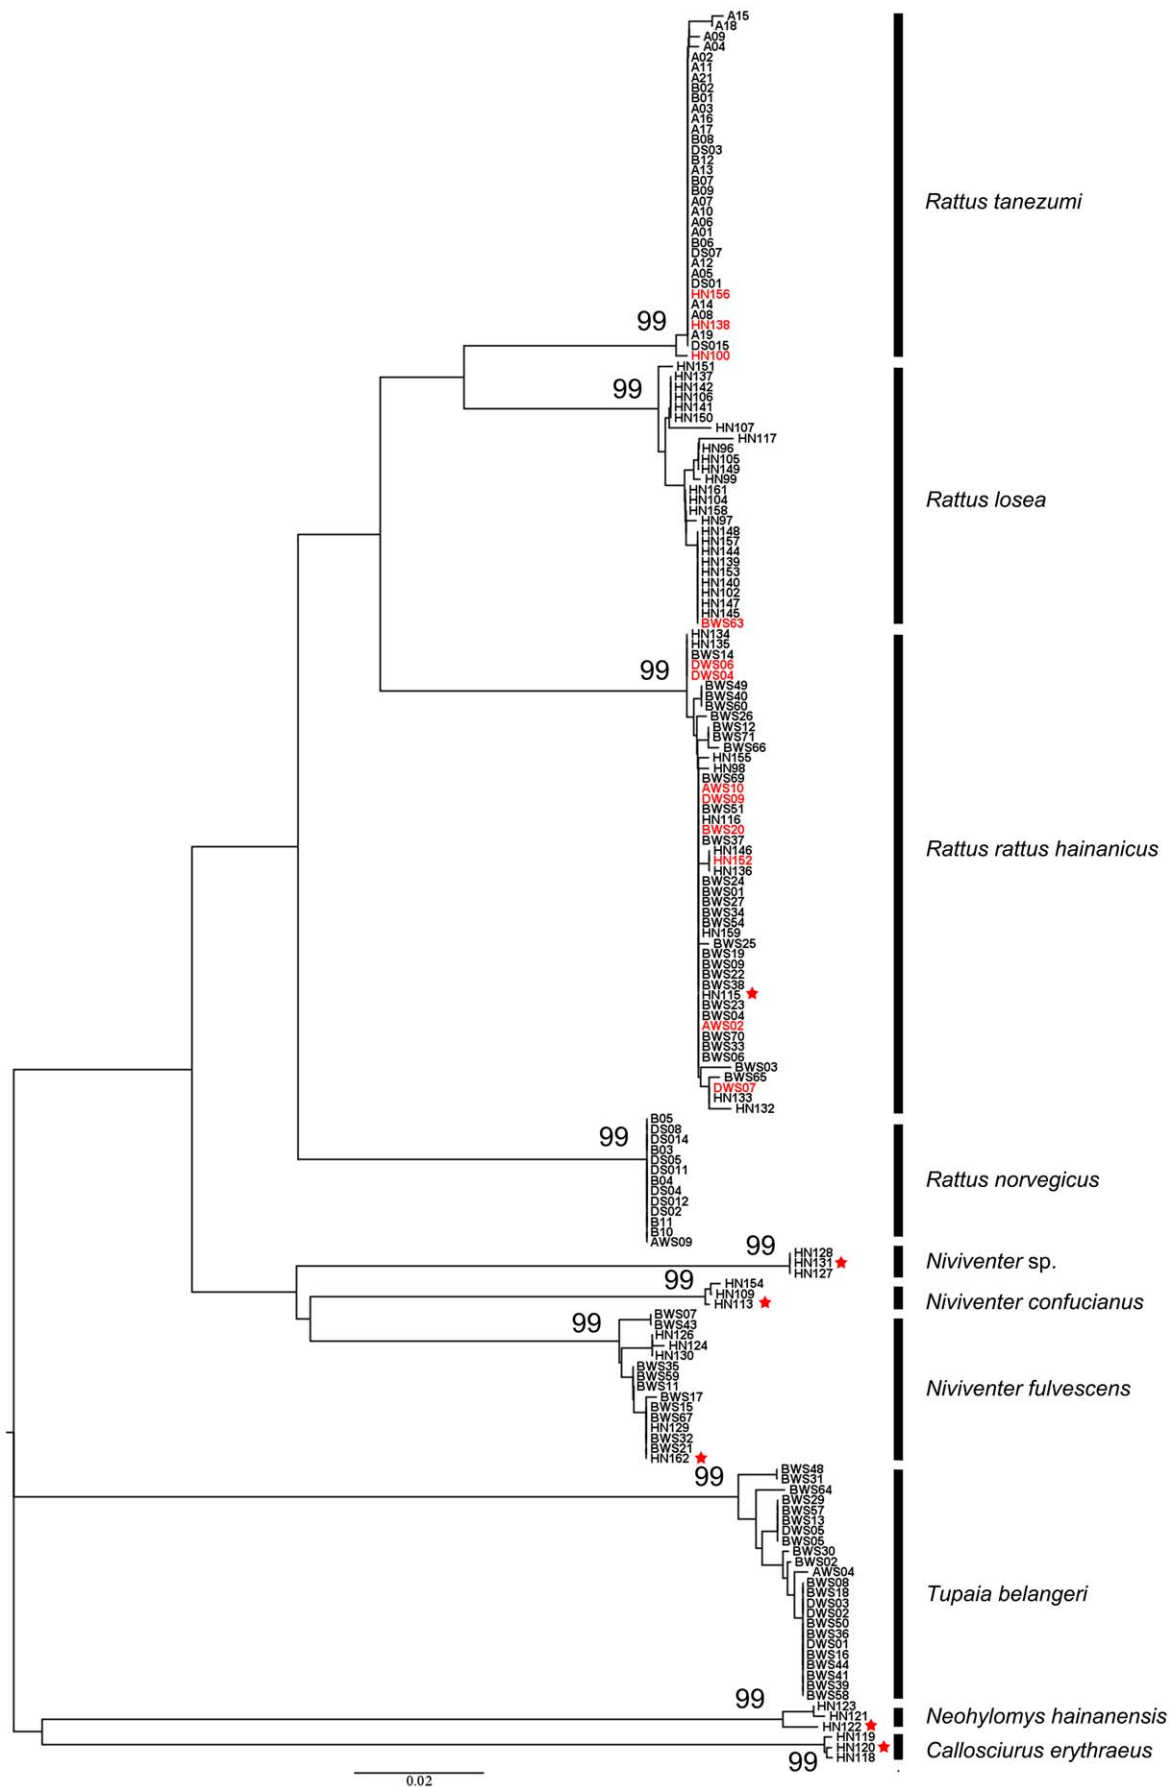 A15
A18
A09
A04
A02
A11
A21
B02
B01
A03
A16
A17
B08
DS03
B12
A13
B07
B09
A07
A10
A06
A01
B06
DS07
A12
A05
DS01
HN156
A14
A08
HN138
A19
DS015
HN100
99
Rattus tanezumi
HN151
HN137
HN142
HN106
HN141
HN150
HN107
HN117
HN96
HN105
HN149
HN99
HN161
HN104
HN158
HN97
HN148
HN157
HN144
HN139
HN153
HN140
HN102
HN147
HN145
BWS63
99
Rattus losea
HN134
HN135
BWS14
DWS06
DWS04
BWS49
BWS40
BWS60
BWS26
BWS12
BWS71
BWS66
HN155
HN98
BWS69
AWS10
DWS09
BWS51
HN116
BWS20
BWS37
HN146
HN152
HN136
BWS24
BWS01
BWS27
BWS34
BWS54
HN159
BWS25
BWS19
BWS09
BWS22
BWS38
HN115
BWS23
BWS04
AWS02
BWS70
BWS33
BWS06
BWS03
BWS65
DWS07
HN133
HN132
99
Rattus rattus hainanicus
B05
DS08
DS014
B03
DS05
DS011
B04
DS04
DS012
DS02
B11
B10
AWS09
99
Rattus norvegicus
HN128
HN131
HN127
99
Niviventer sp.
HN154
HN109
HN113
99
Niviventer confucianus
BWS07
BWS43
HN126
HN124
HN130
BWS35
BWS59
BWS11
BWS17
BWS15
BWS67
HN129
BWS32
BWS21
HN162
99
Niviventer fulvescens
BWS48
BWS31
BWS64
BWS29
BWS57
BWS13
DWS05
BWS05
BWS30
BWS02
AWS04
BWS08
BWS18
DWS03
DWS02
BWS50
BWS36
DWS01
BWS16
BWS44
BWS41
BWS39
BWS58
99
Tupaia belangeri
HN123
HN121
HN122
99
Neohylomys hainanensis
HN119
HN120
HN118
99
Callosciurus erythraeus
0.02